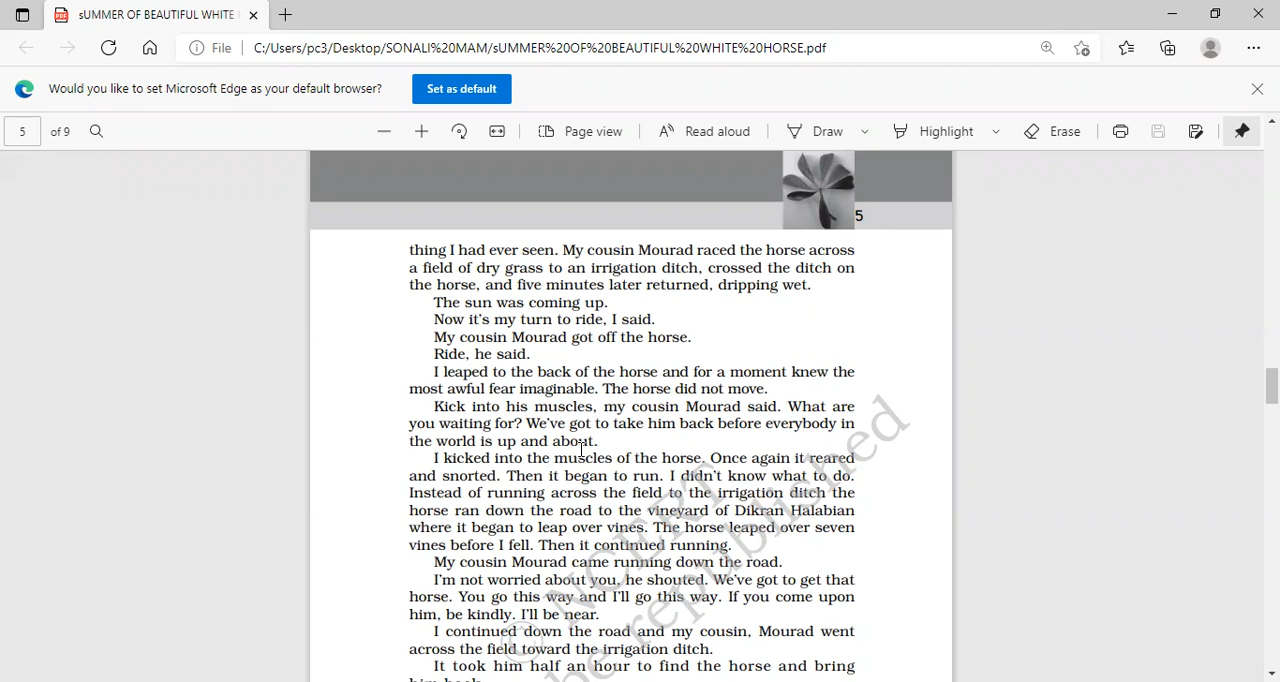 sUMMER OF BEAUTIFUL WHITE
File C:/Users/pc3/Desktop/SONALI%20MAM/sUMMER%20OF%20BEAUTIFUL%20WHITE%20HORSE.pdf
Would you like to set Microsoft Edge as your default browser? Set as default
5 of 9 Page view Read aloud Draw Highlight Erase
5
thing I had ever seen. My cousin Mourad raced the horse across
a field of dry grass to an irrigation ditch, crossed the ditch on
the horse, and five minutes later returned, dripping wet.
The sun was coming up.
Now it's my turn to ride, I said.
My cousin Mourad got off the horse.
Ride, he said.
I leaped to the back of the horse and for a moment knew the
most awful fear imaginable. The horse did not move.
Kick into his muscles, my cousin Mourad said. What are
you waiting for? We've got to take him back before everybody in
the world is up and about.
I kicked into the muscles of the horse. Once again it reared
and snorted. Then it began to run. I didn't know what to do.
Instead of running across the field to the irrigation ditch the
horse ran down the road to the vineyard of Dikran Halabian
where it began to leap over vines. The horse leaped over seven
vines before I fell. Then it continued running.
My cousin Mourad came running down the road.
I'm not worried about you, he shouted. We've got to get that
horse. You go this way and I'll go this way. If you come upon
him, be kindly. I'll be near.
I continued down the road and my cousin, Mourad went
across the field toward the irrigation ditch.
It took him half an hour to find the horse and bring
him back.
© NCERT
be republished